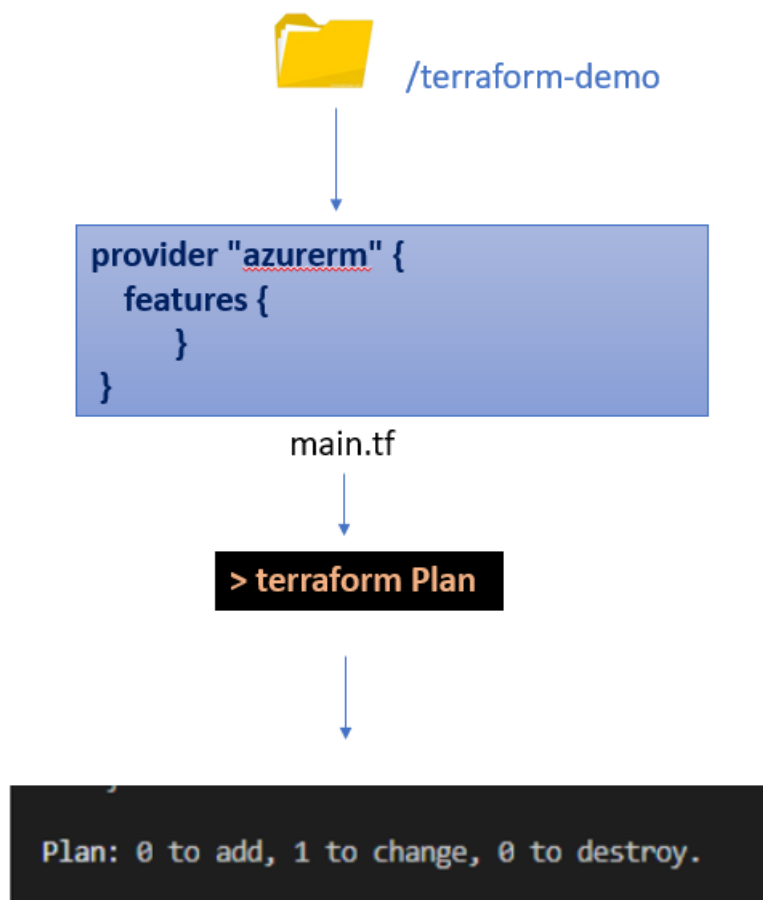 /terraform-demo
provider "azurerm" {
features {
}
}
main.tf
> terraform Plan
Plan: 0 to add, 1 to change, 0 to destroy.